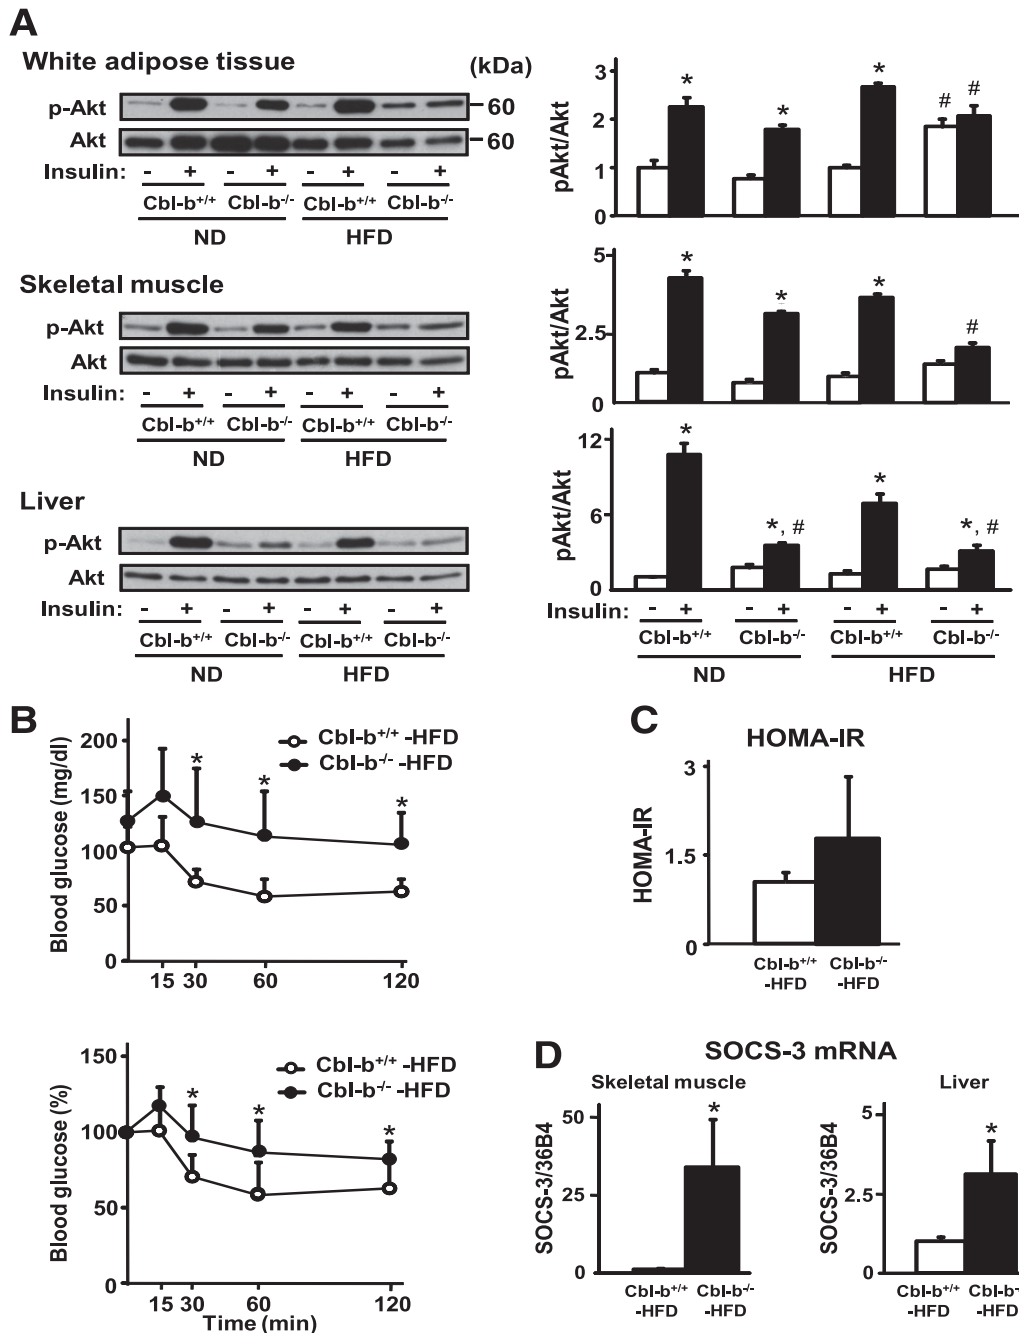 A
White adipose tissue
(kDa)
p-Akt
60
Akt
60
Insulin: - + - + - + - +
Cbl-b+/+ Cbl-b-/- Cbl-b+/+ Cbl-b-/-
ND HFD
pAkt/Akt
3
2
1
0
* * * # #
Skeletal muscle
p-Akt
Akt
Insulin: - + - + - + - +
Cbl-b+/+ Cbl-b-/- Cbl-b+/+ Cbl-b-/-
ND HFD
pAkt/Akt
5
2.5
0
* * * #
Liver
p-Akt
Akt
Insulin: - + - + - + - +
Cbl-b+/+ Cbl-b-/- Cbl-b+/+ Cbl-b-/-
ND HFD
pAkt/Akt
12
6
0
* *, # * *, #
Insulin: - + - + - + - +
Cbl-b+/+ Cbl-b-/- Cbl-b+/+ Cbl-b-/-
ND HFD
B
Blood glucose (mg/dl)
200
150
100
50
0
Cbl-b+/+ -HFD
Cbl-b-/- -HFD
* * *
15 30 60 120
Blood glucose (%)
150
100
50
0
Cbl-b+/+ -HFD
Cbl-b-/- -HFD
* * *
15 30 60 120
Time (min)
C
HOMA-IR
HOMA-IR
3
1.5
0
Cbl-b+/+ Cbl-b-/-
-HFD -HFD
D
SOCS-3 mRNA
Skeletal muscle
SOCS-3/36B4
50
25
0
*
Cbl-b+/+ Cbl-b-/-
-HFD -HFD
Liver
SOCS-3/36B4
5
2.5
0
*
Cbl-b+/+ Cbl-b-/-
-HFD -HFD